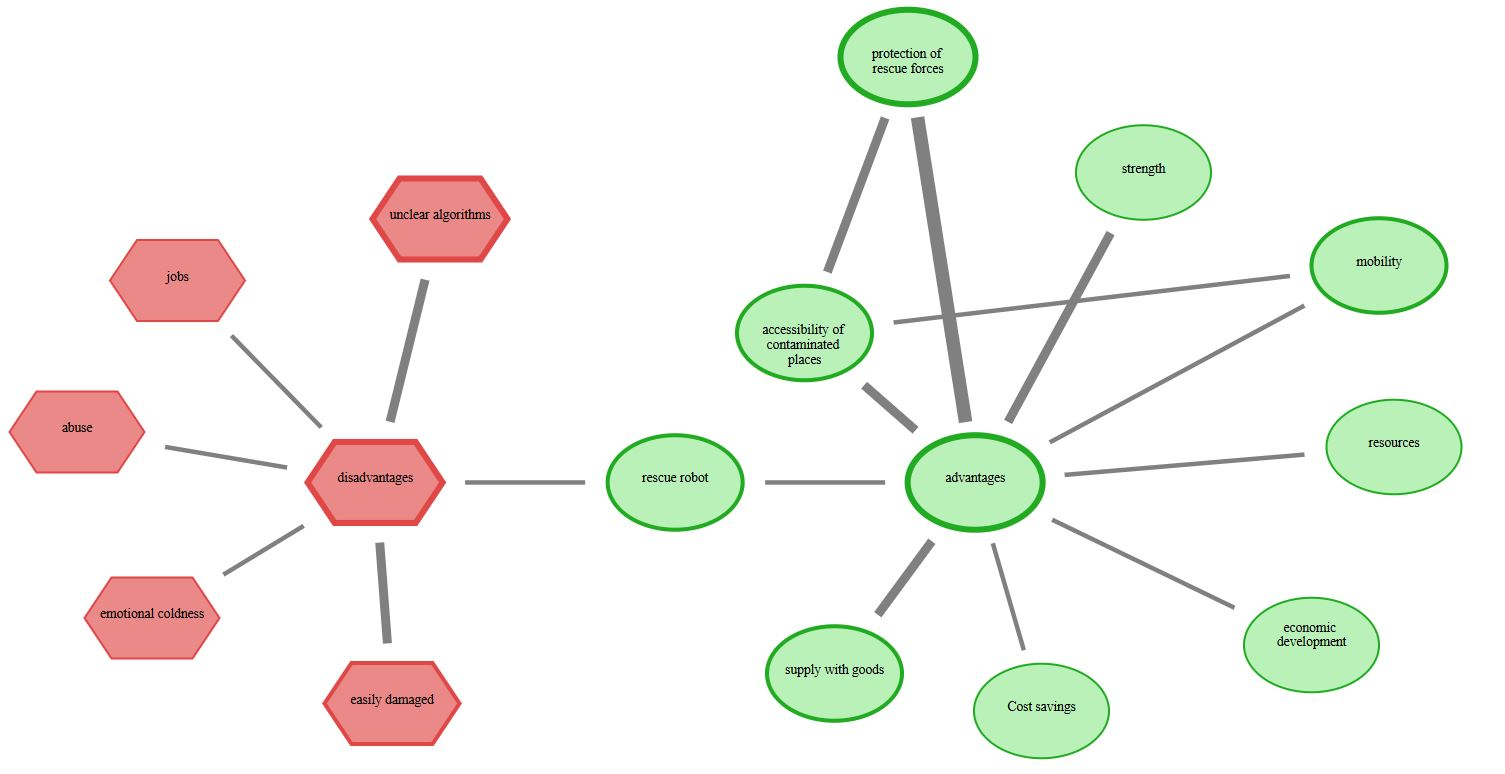 protection of
rescue forces
strength
unclear algorithms
mobility
jobs
accessibility of
contaminated
places
abuse
resources
disadvantages
rescue robot
advantages
emotional coldness
economic
development
supply with goods
easily damaged
Cost savings